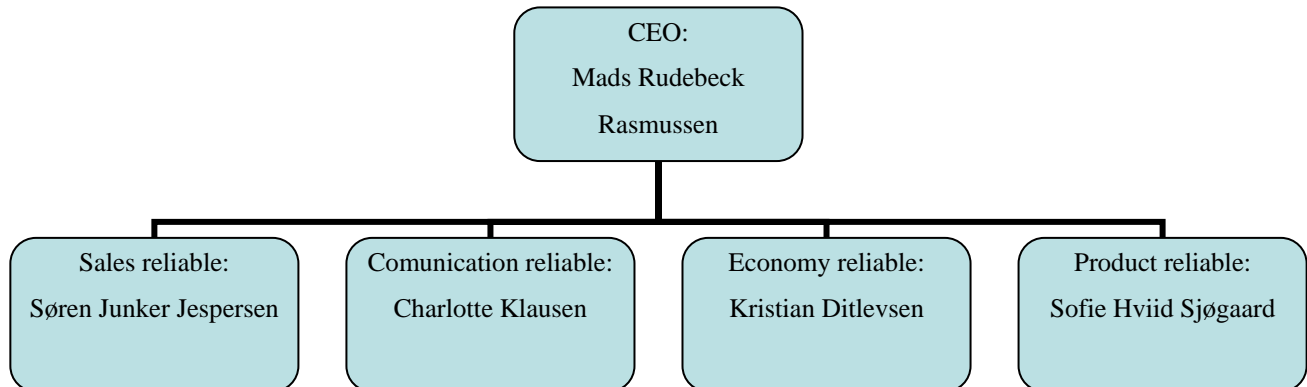 CEO:
Mads Rudebeck
Rasmussen
Sales reliable:
Søren Junker Jespersen
Comunication reliable:
Charlotte Klausen
Economy reliable:
Kristian Ditlevsen
Product reliable:
Sofie Hviid Sjøgaard